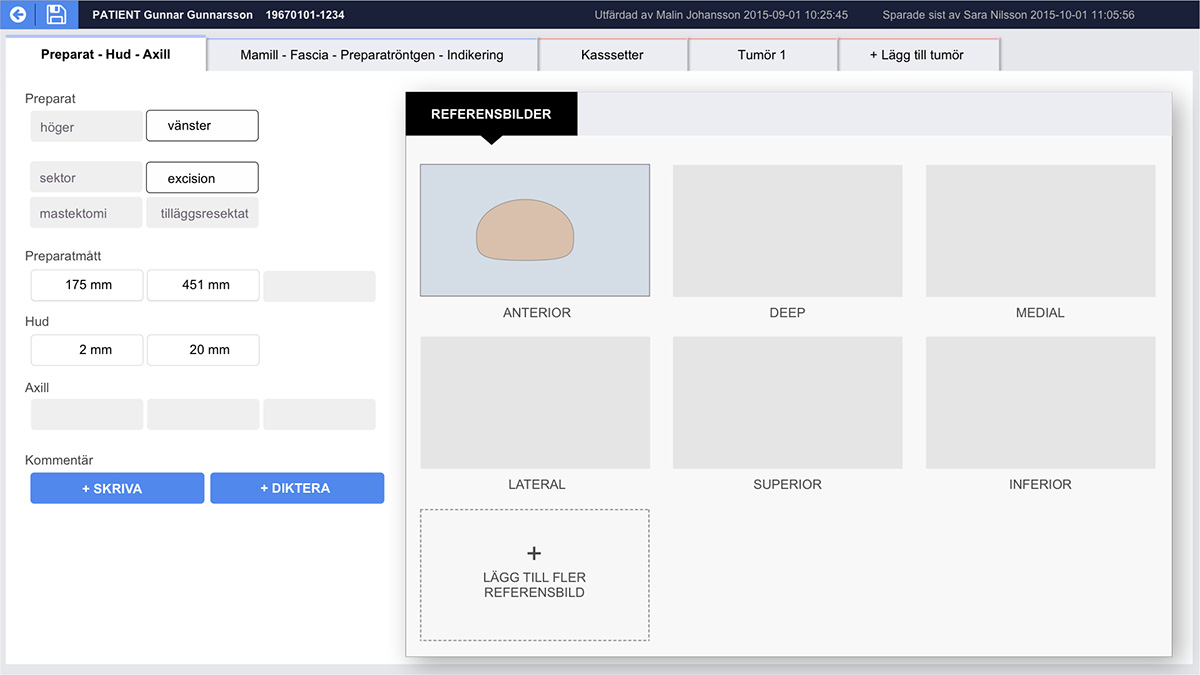 PATIENT Gunnar Gunnarsson 19670101-1234 Utfärdad av Malin Johansson 2015-09-01 10:25:45 Sparade sist av Sara Nilsson 2015-10-01 11:05:56
Preparat - Hud - Axill Mamill - Fascia - Preparatröntgen - Indikering Kasssetter Tumör 1 + Lägg till tumör
Preparat
höger vänster
sektor excision
mastektomi tilläggsresektat
Preparatmått
175 mm 451 mm
Hud
2 mm 20 mm
Axill
Kommentär
+ SKRIVA + DIKTERA
REFERENSBILDER
ANTERIOR DEEP MEDIAL
LATERAL SUPERIOR INFERIOR
+
LÄGG TILL FLER
REFERENSBILD